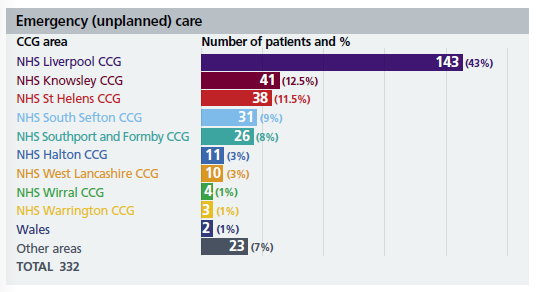 Emergency (unplanned) care
CCG area Number of patients and %
NHS Liverpool CCG 143 (43%)
NHS Knowsley CCG 41 (12.5%)
NHS St Helens CCG 38 (11.5%)
NHS South Sefton CCG 31 (9%)
NHS Southport and Formby CCG 26 (8%)
NHS Halton CCG 11 (3%)
NHS West Lancashire CCG 10 (3%)
NHS Wirral CCG 4 (1%)
NHS Warrington CCG 3 (1%)
Wales 2 (1%)
Other areas 23 (7%)
TOTAL 332